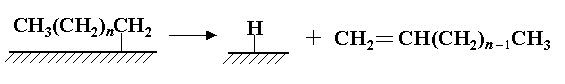 CH₃(CH₂)ₙCH₂ ⟶ H + CH₂=CH(CH₂)ₙ₋₁CH₃